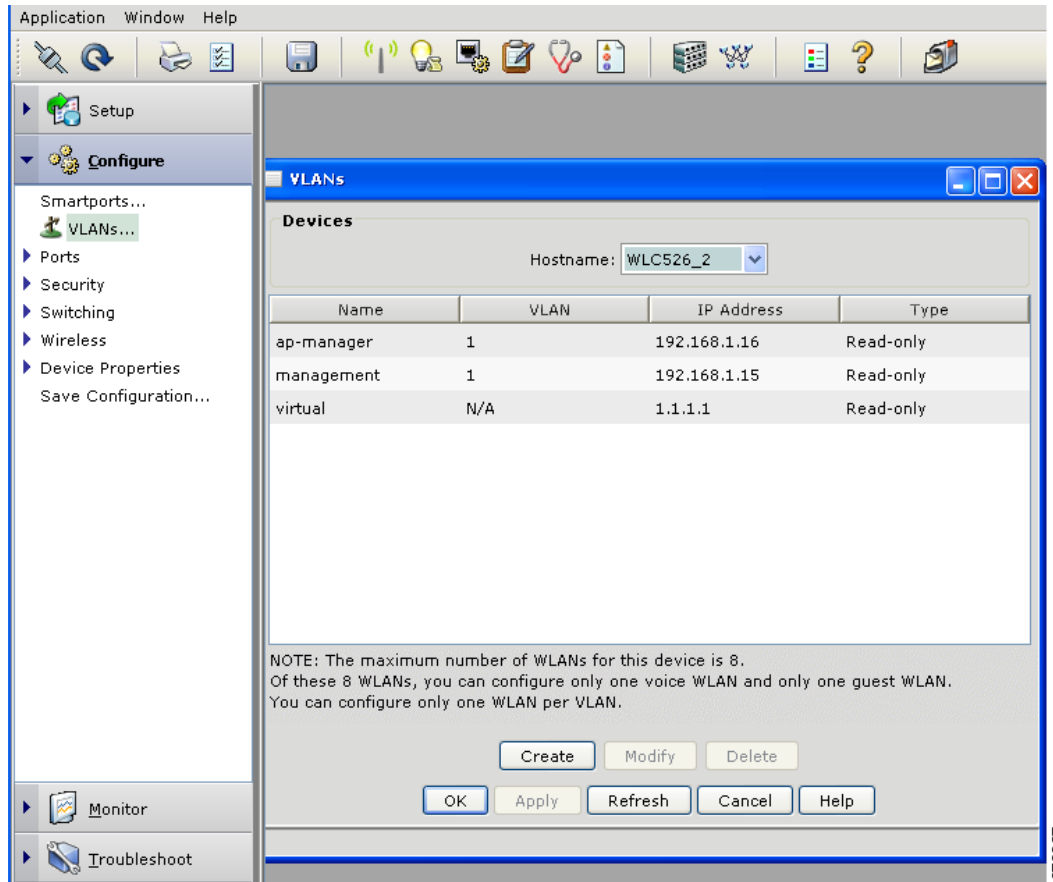 Application Window Help
Setup
Configure
Smartports...
VLANs...
Ports
Security
Switching
Wireless
Device Properties
Save Configuration...
Monitor
Troubleshoot
VLANs
Devices
Hostname: WLC526_2
Name VLAN IP Address Type
ap-manager 1 192.168.1.16 Read-only
management 1 192.168.1.15 Read-only
virtual N/A 1.1.1.1 Read-only
NOTE: The maximum number of WLANs for this device is 8.
Of these 8 WLANs, you can configure only one voice WLAN and only one guest WLAN.
You can configure only one WLAN per VLAN.
Create Modify Delete
OK Apply Refresh Cancel Help